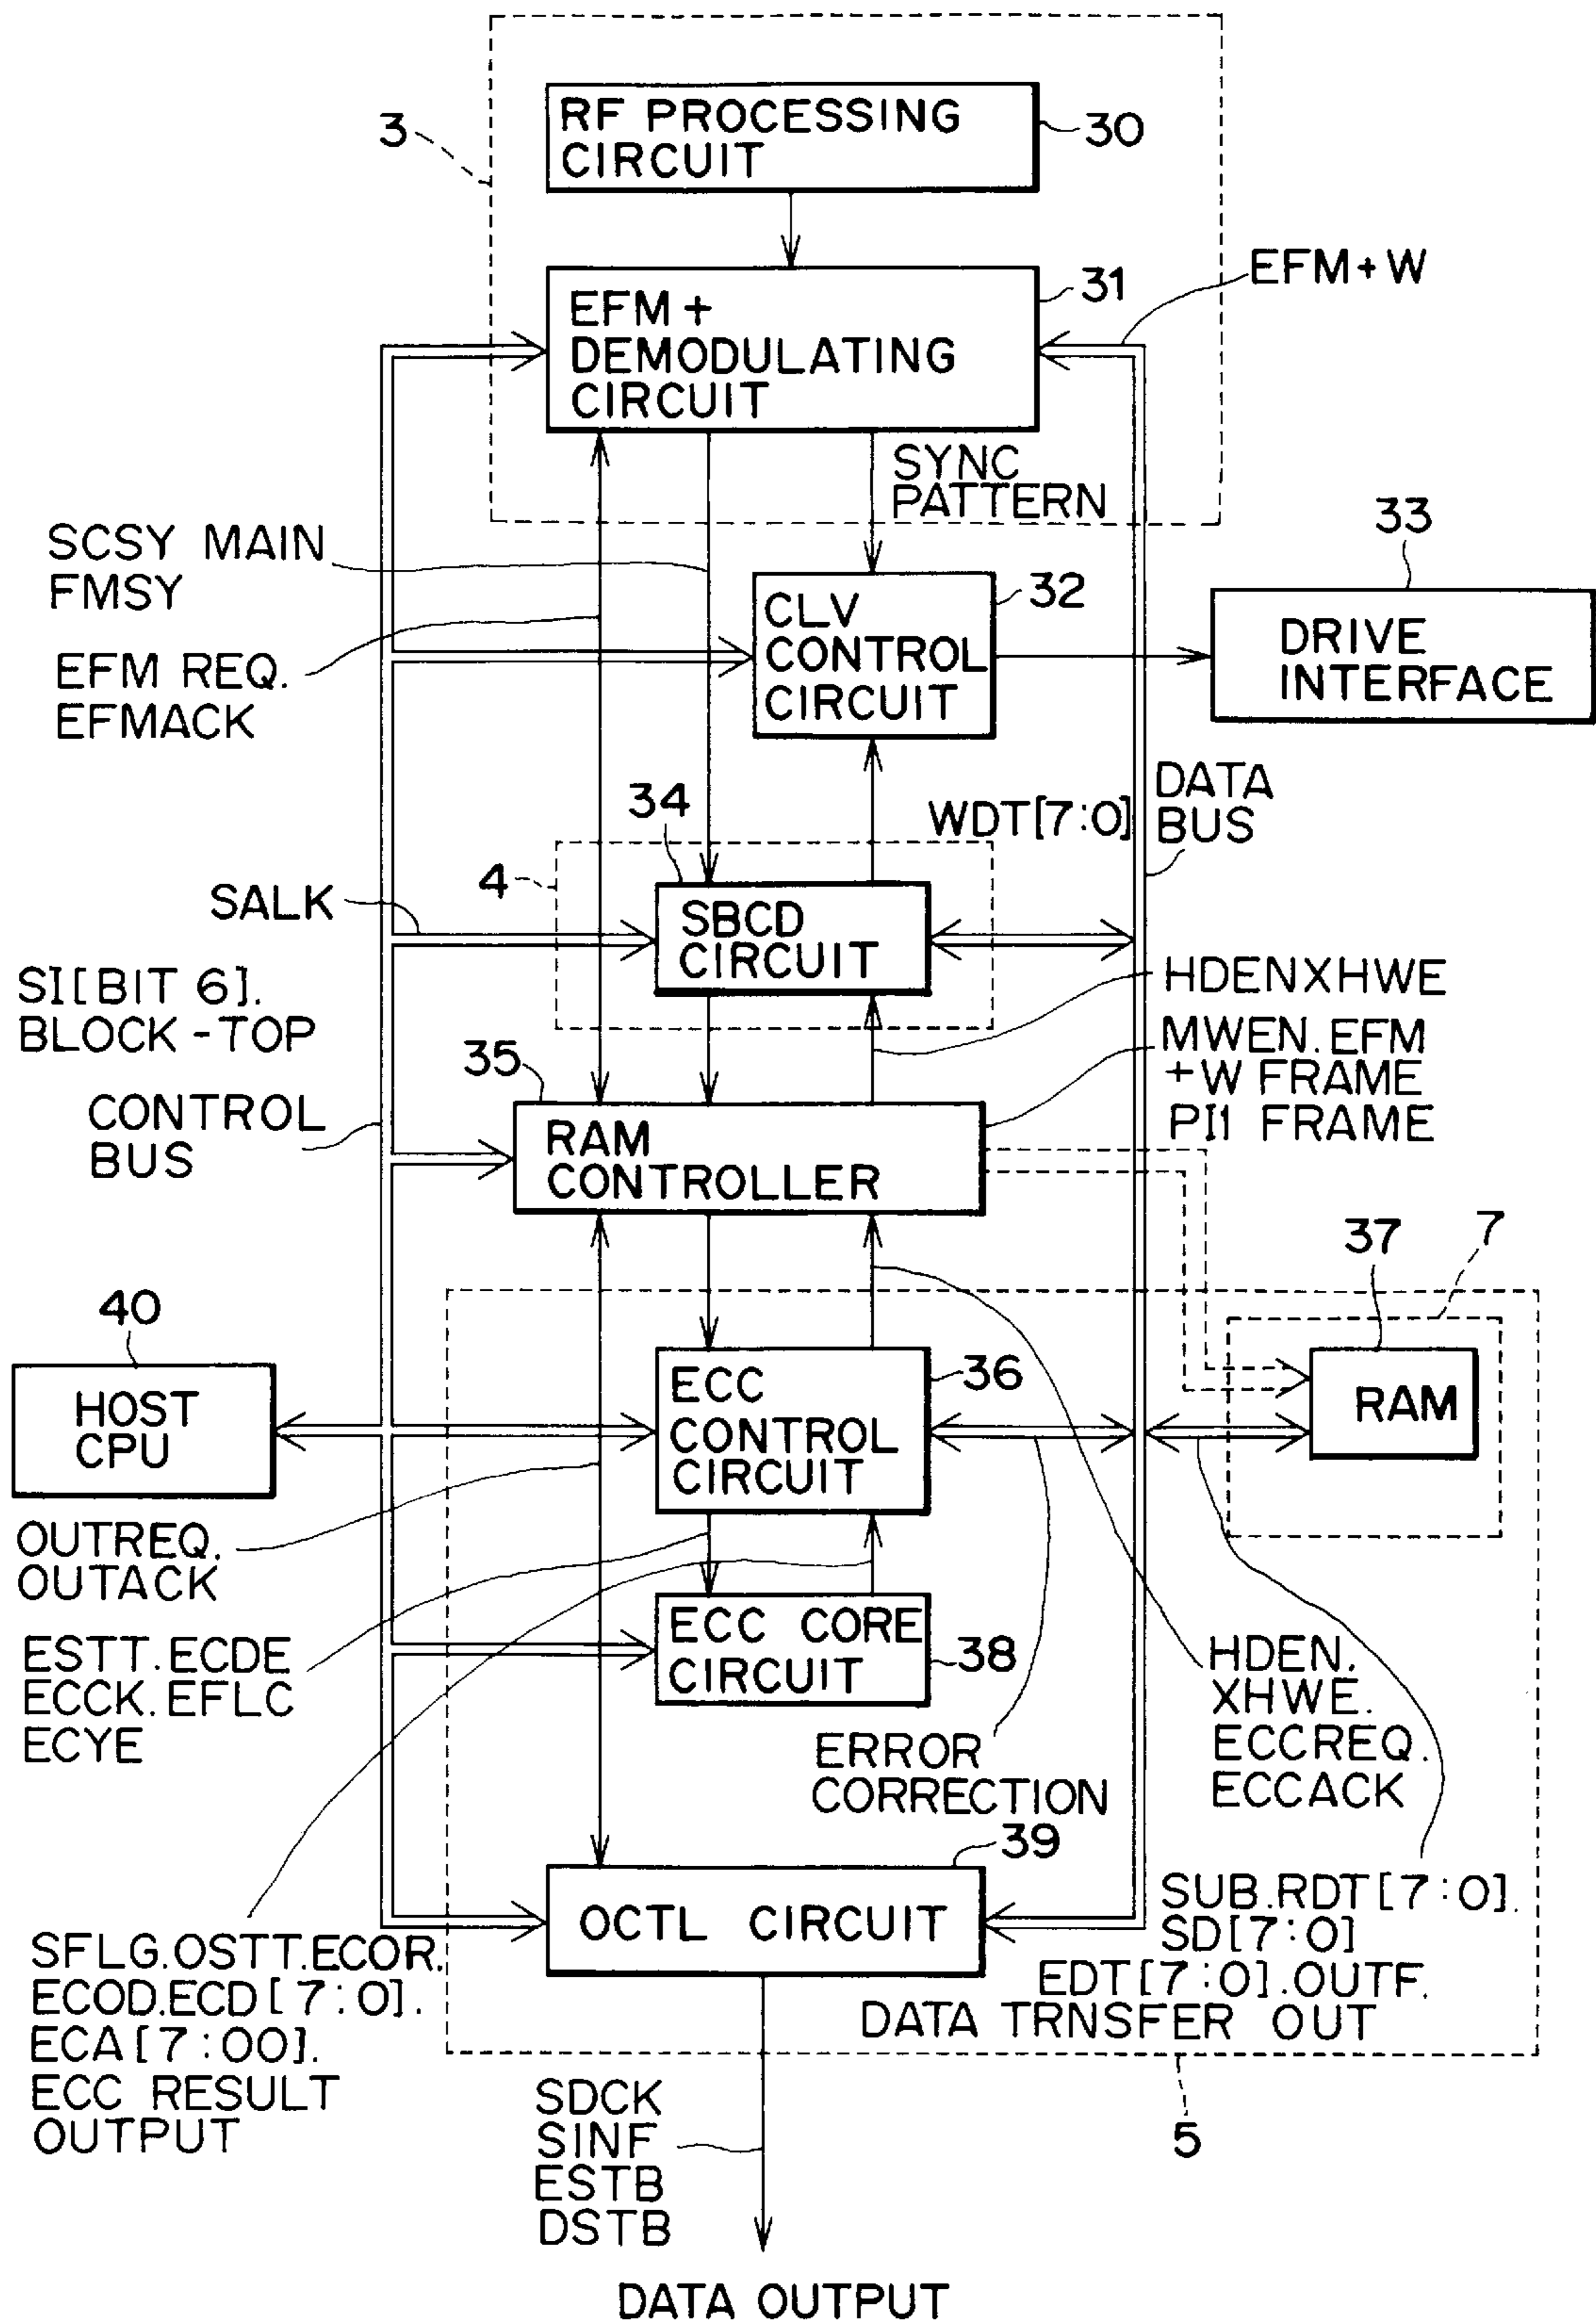 3
RF PROCESSING
CIRCUIT
30
EFM +
DEMODULATING
CIRCUIT
31
EFM + W
SYNC
PATTERN
SCSY MAIN
FMSY
EFM REQ.
EFMACK
CLV
CONTROL
CIRCUIT
32
33
DRIVE
INTERFACE
DATA
BUS
WDT[7:0]
34
4
SALK
SBCD
CIRCUIT
SI[BIT 6].
BLOCK-TOP
HDENXHWE
MWEN.EFM
+W FRAME
PI1 FRAME
35
CONTROL
BUS
RAM
CONTROLLER
37
7
40
HOST
CPU
ECC
CONTROL
CIRCUIT
36
RAM
OUTREQ.
OUTACK
ESTT.ECDE
ECCK.EFLC
ECYE
ECC CORE
CIRCUIT
38
ERROR
CORRECTION
HDEN.
XHWE.
ECCREQ.
ECCACK
39
OCTL CIRCUIT
SUB.RDT[7:0].
SD[7:0]
EDT[7:0].OUTF.
DATA TRNSFER OUT
SFLG.OSTT.ECOR.
ECOD.ECD[7:0].
ECA[7:00].
ECC RESULT
OUTPUT
5
SDCK
SINF
ESTB
DSTB
DATA OUTPUT